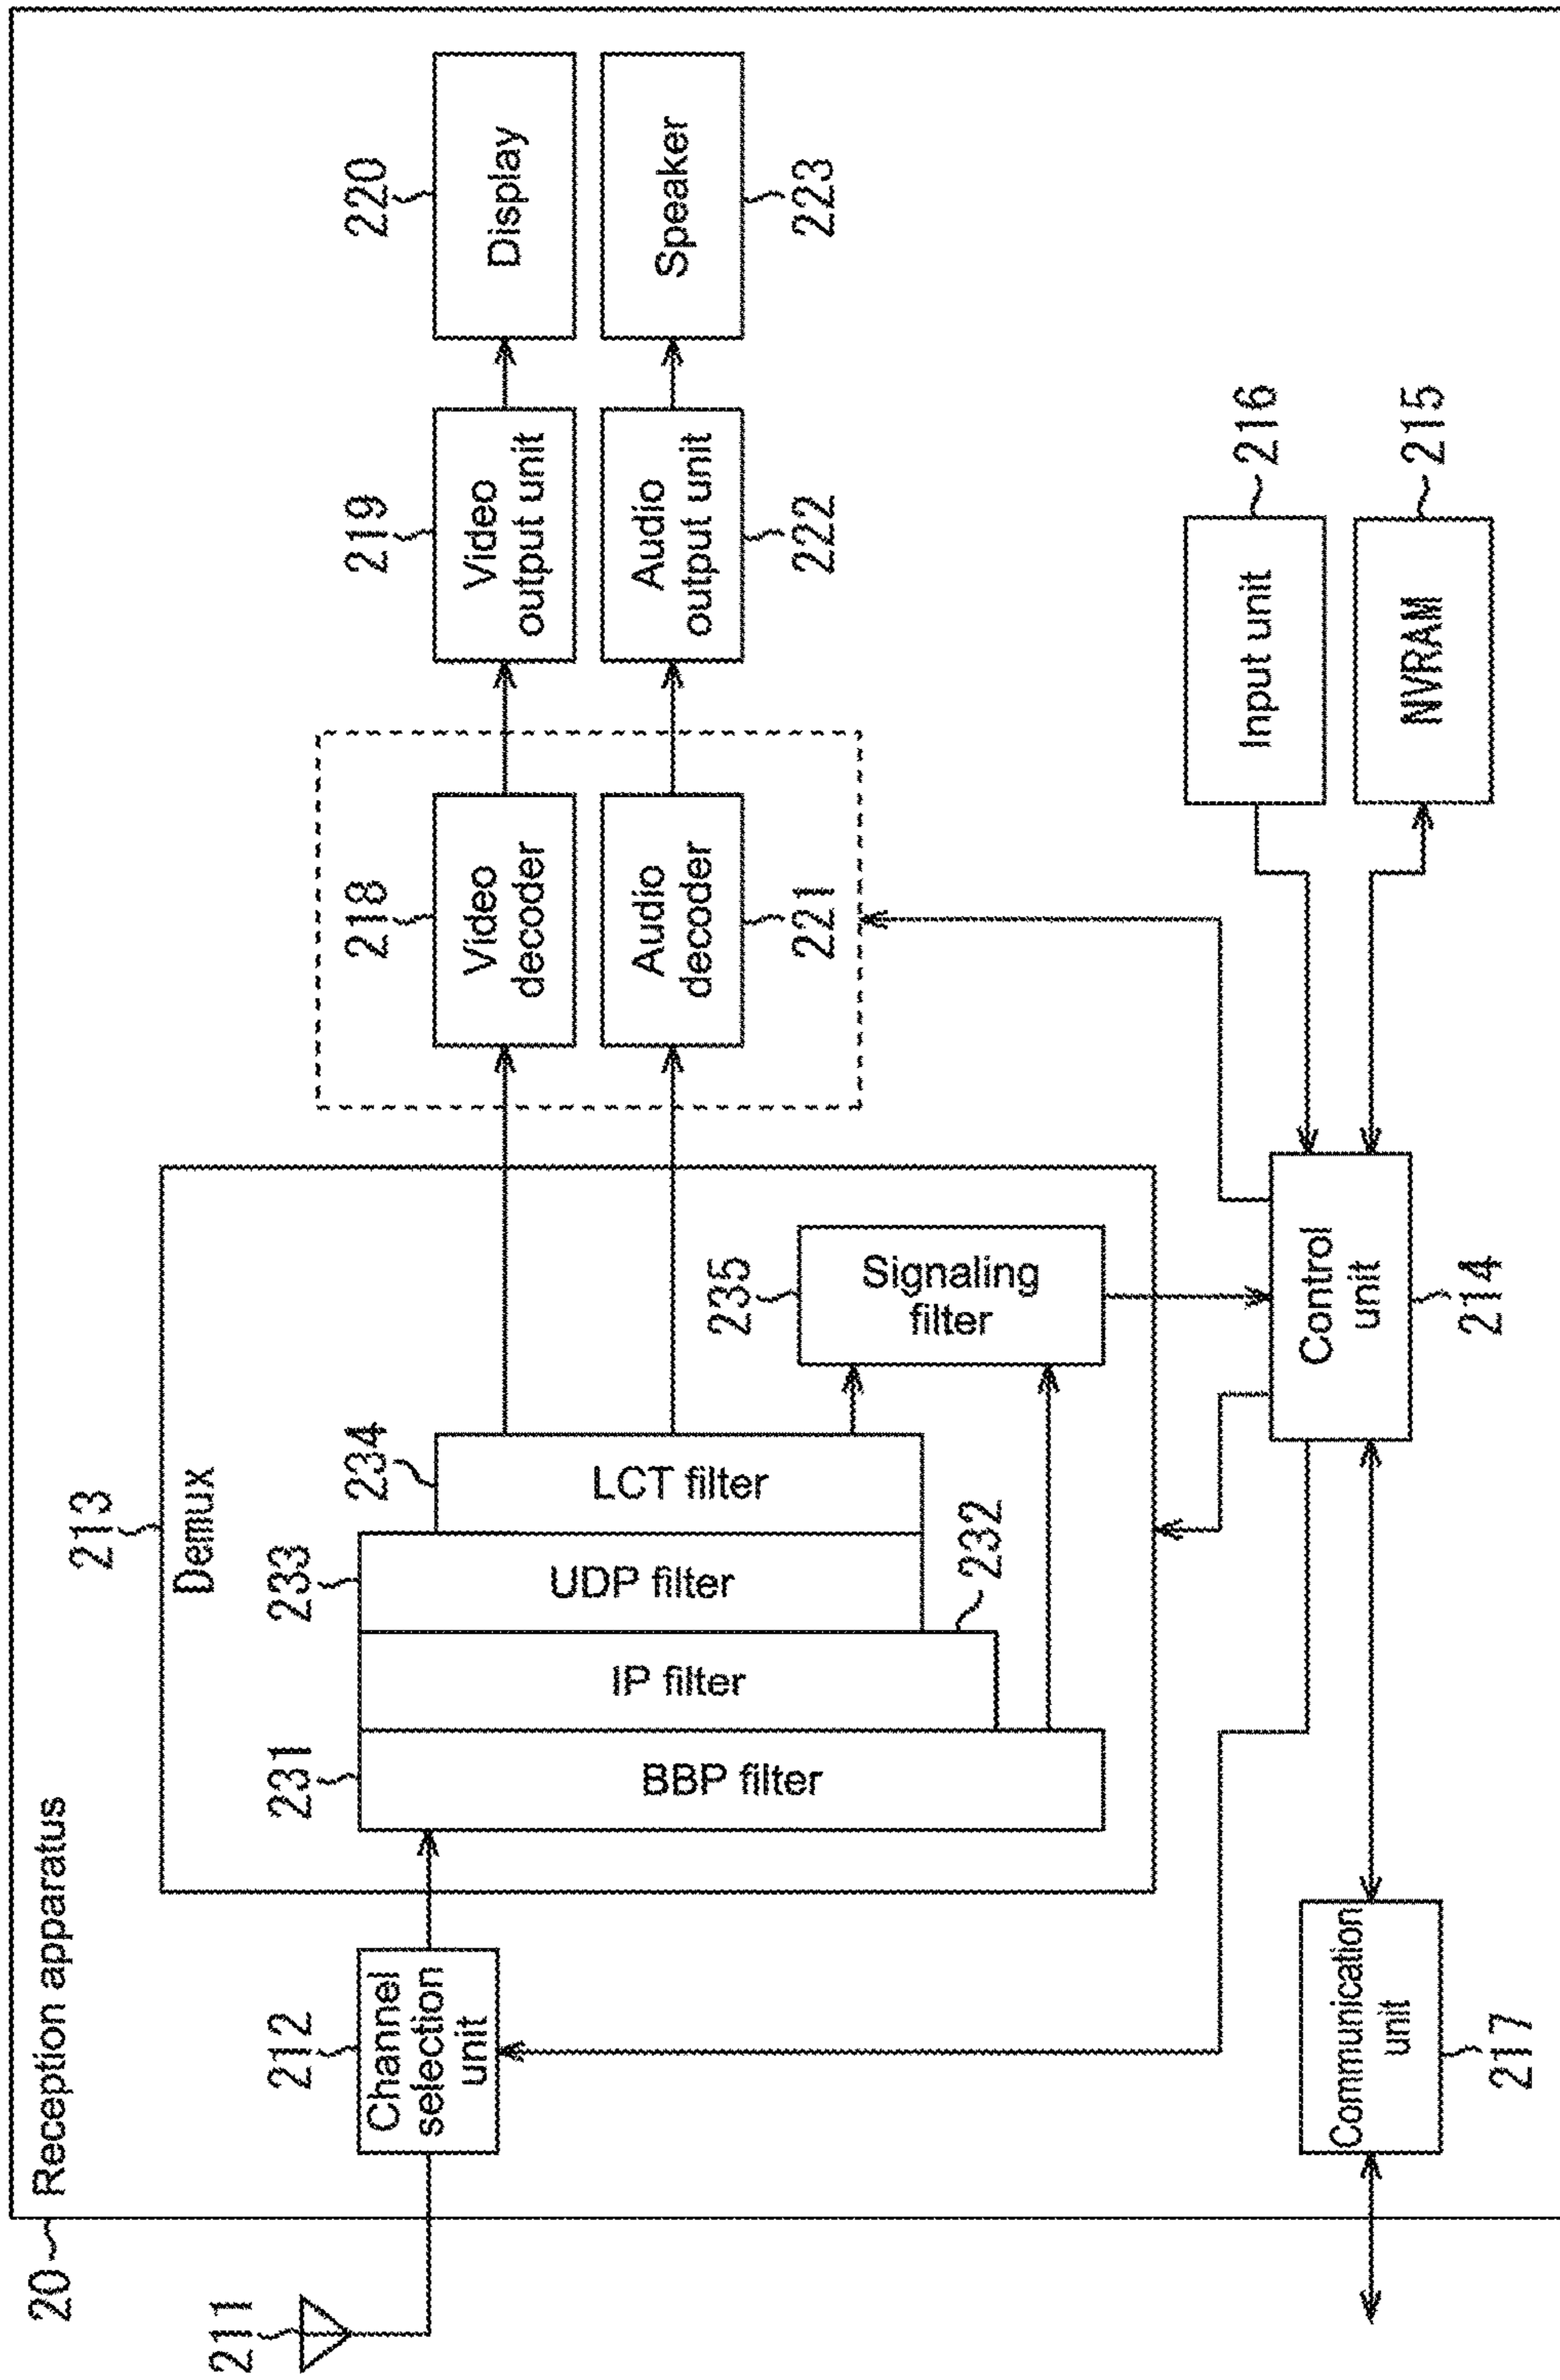 20
Reception apparatus
211
212
Channel
selection
unit
213
Demux
231
BBP filter
IP filter
232
233
UDP filter
234
LCT filter
235
Signaling
filter
218
Video
decoder
Audio
decoder
221
219
Video
output unit
Audio
output unit
222
220
Display
Speaker
223
Communication
unit
217
Control
unit
214
Input unit
216
NVRAM
215